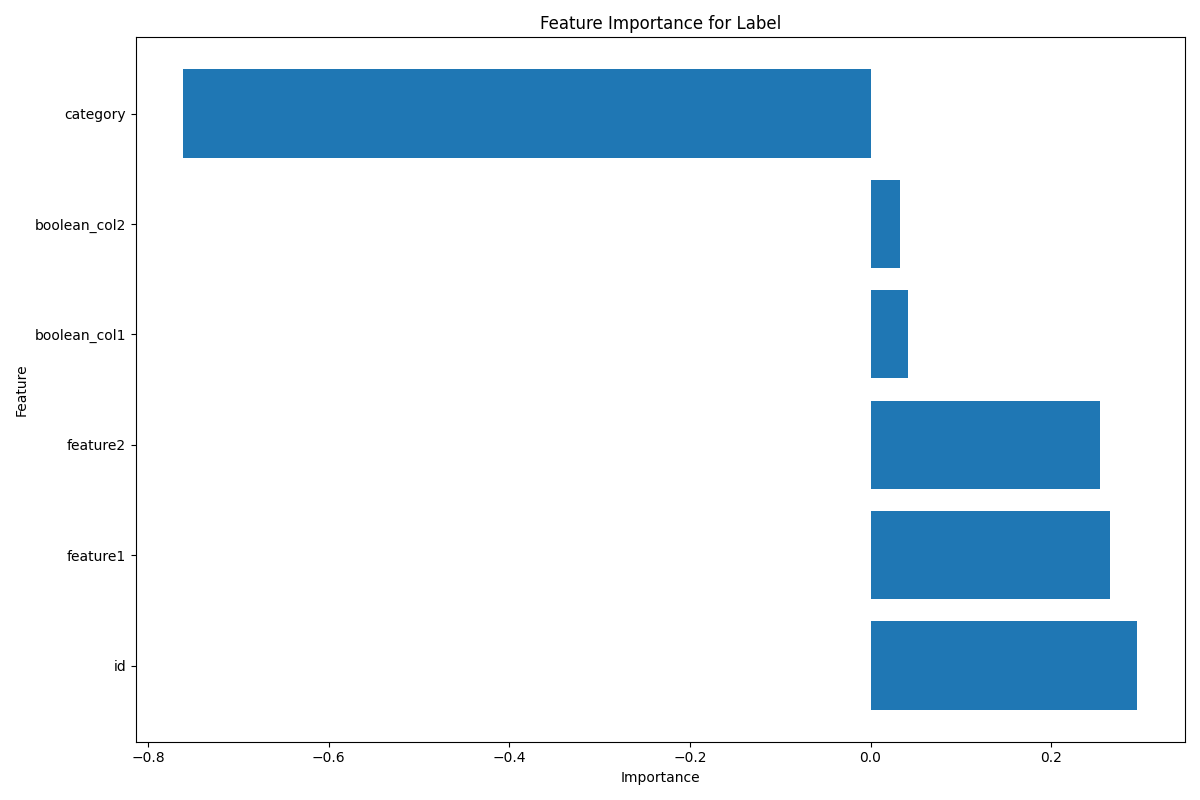 Feature Importance for Label
category
boolean_col2
boolean_col1
feature2
feature1
id
Feature
−0.8 −0.6 −0.4 −0.2 0.0 0.2
Importance